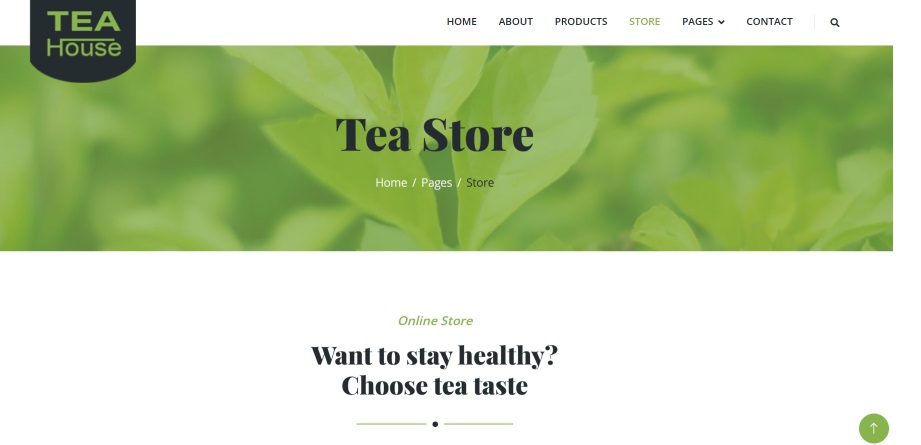 TEA
House
HOME ABOUT PRODUCTS STORE PAGES CONTACT
Tea Store
Home / Pages / Store
Online Store
Want to stay healthy?
Choose tea taste